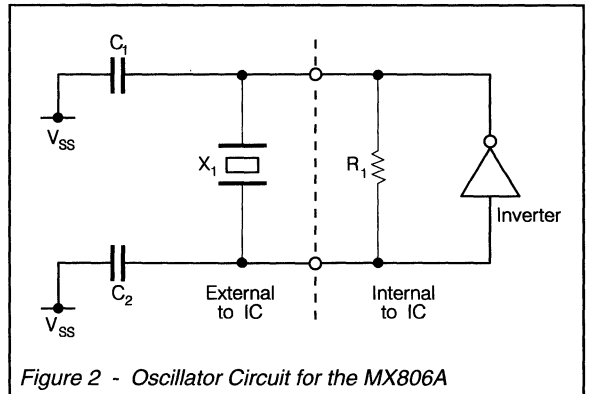 C1
VSS
X1
R1
Inverter
C2
VSS
External
to IC
Internal
to IC
Figure 2 - Oscillator Circuit for the MX806A